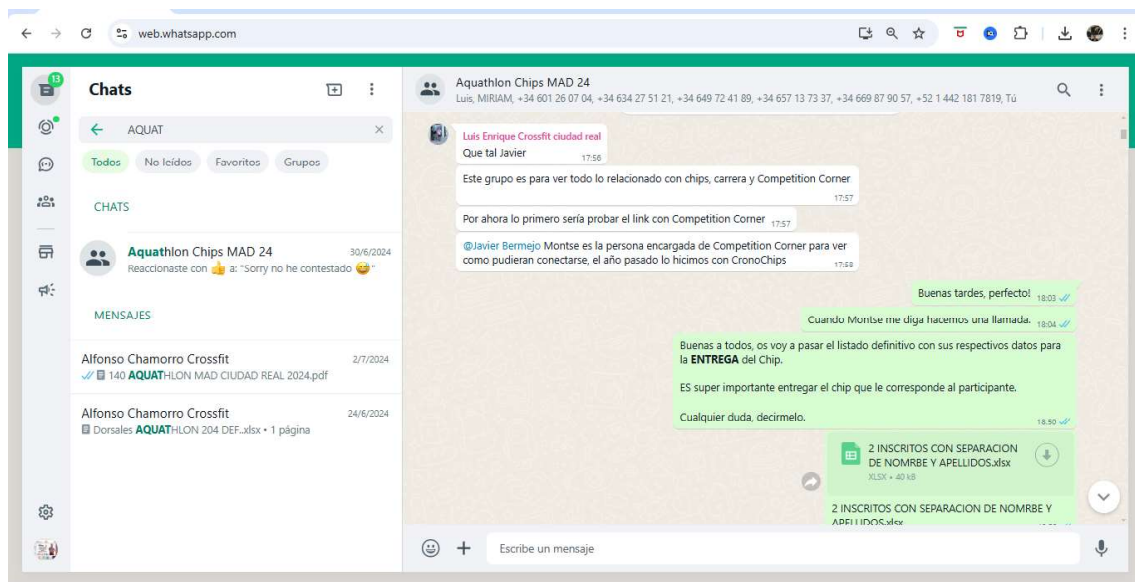 web.whatsapp.com
13
Chats
AQUAT
Todos No leídos Favoritos Grupos
CHATS
Aquathlon Chips MAD 24 30/6/2024
Reaccionaste con 👍 a: "Sorry no he contestado 😅"
MENSAJES
Alfonso Chamorro Crossfit 2/7/2024
140 AQUATHLON MAD CIUDAD REAL 2024.pdf
Alfonso Chamorro Crossfit 24/6/2024
Dorsales AQUATHLON 204 DEF..xlsx • 1 página
Aquathlon Chips MAD 24
Luis, MIRIAM, +34 601 26 07 04, +34 634 27 51 21, +34 649 72 41 89, +34 657 13 73 37, +34 669 87 90 57, +52 1 442 181 7819, Tú
Luis Enrique Crossfit ciudad real
Que tal Javier 17:56
Este grupo es para ver todo lo relacionado con chips, carrera y Competition Corner
17:57
Por ahora lo primero sería probar el link con Competition Corner 17:57
@Javier Bermejo Montse es la persona encargada de Competition Corner para ver
como pudieran conectarse, el año pasado lo hicimos con CronoChips 17:58
Buenas tardes, perfecto! 18:03
Cuando Montse me diga hacemos una llamada. 18:04
Buenas a todos, os voy a pasar el listado definitivo con sus respectivos datos para
la ENTREGA del Chip.
ES super importante entregar el chip que le corresponde al participante.
Cualquier duda, decirmelo. 18:50
2 INSCRITOS CON SEPARACION
DE NOMRBE Y APELLIDOS.xlsx
XLSX • 40 kB
2 INSCRITOS CON SEPARACION DE NOMRBE Y
APELLIDOS.xlsx
Escribe un mensaje